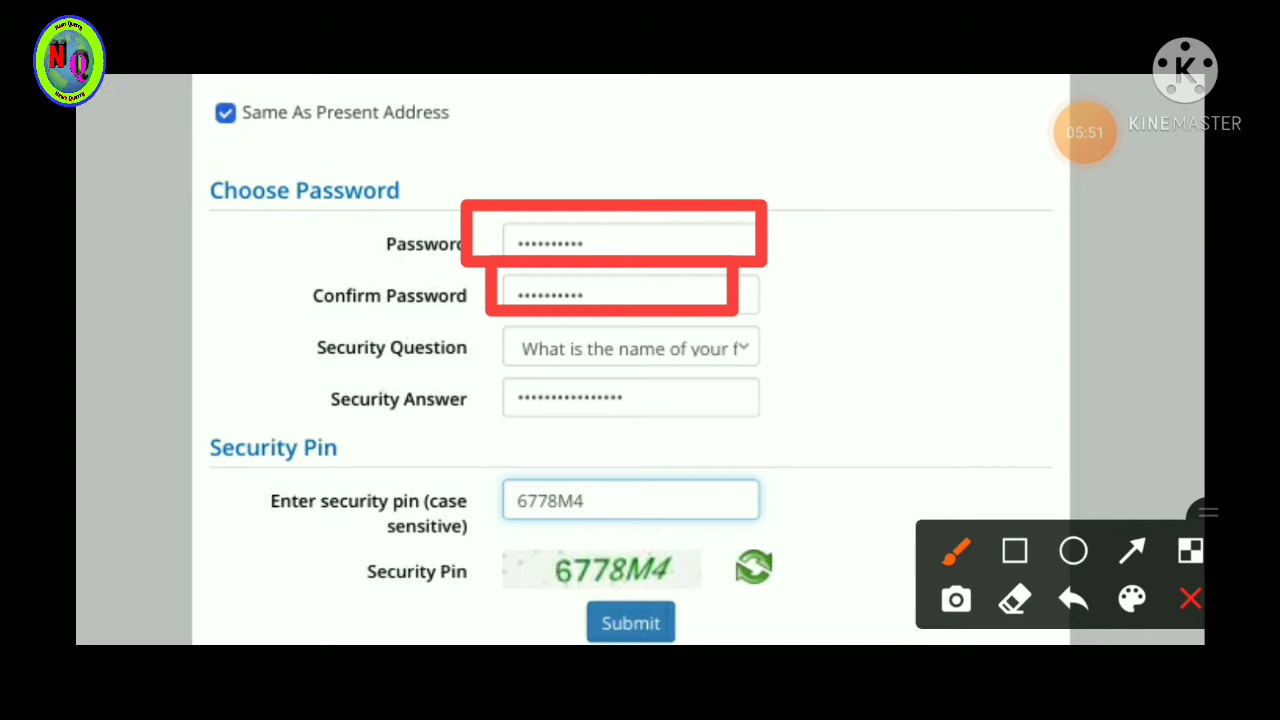 N Q
05:51
KINEMASTER
Same As Present Address
Choose Password
Password
Confirm Password
Security Question
What is the name of your f
Security Answer
Security Pin
Enter security pin (case
sensitive)
6778M4
Security Pin
6778M4
Submit